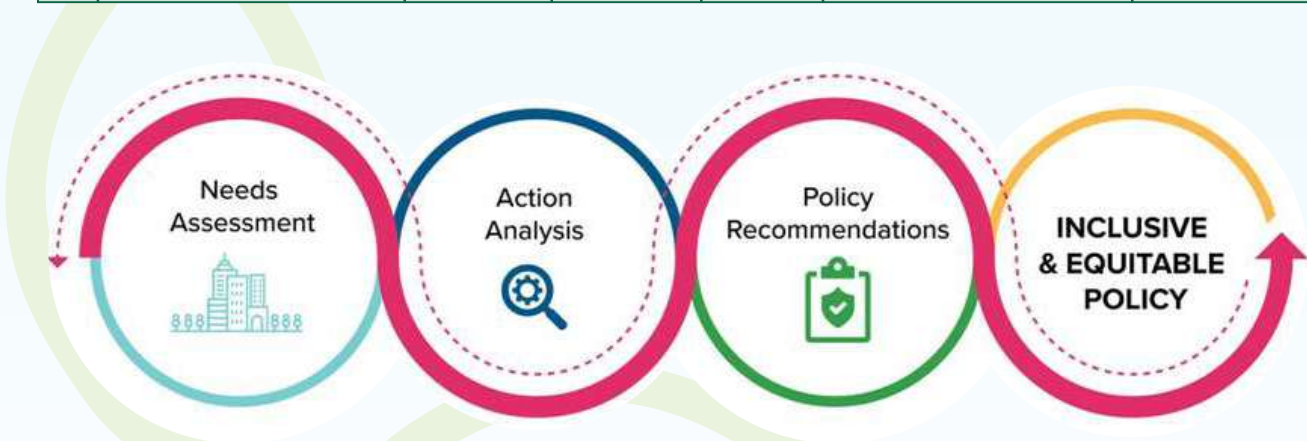 Needs
Assessment
Action
Analysis
Policy
Recommendations
INCLUSIVE
& EQUITABLE
POLICY